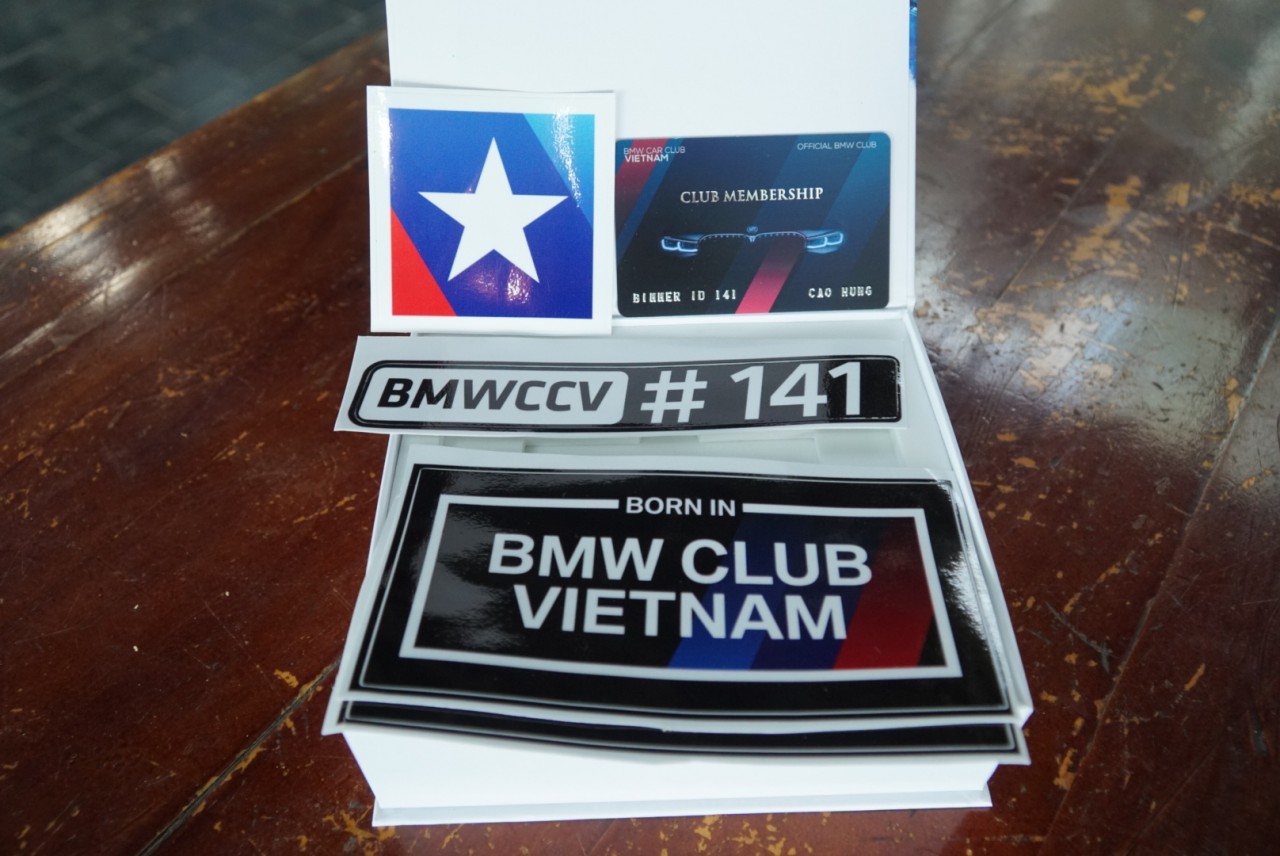 BMW CAR CLUB
VIETNAM
OFFICIAL BMW CLUB
CLUB MEMBERSHIP
BIMMER ID 141
CAO HUNG
BMWCCV # 141
BORN IN
BMW CLUB
VIETNAM